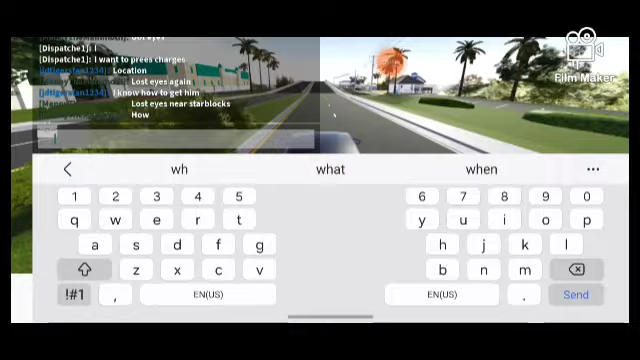 [Dispatche1]: I
[Dispatche1]: I want to prees charges
Location
Lost eyes again
I know how to get him
Lost eyes near starblocks
How
Film Maker
wh what when
1 2 3 4 5 6 7 8 9 0
q w e r t y u i o p
a s d f g h j k l
z x c v b n m
!#1 , EN(US) EN(US) . Send